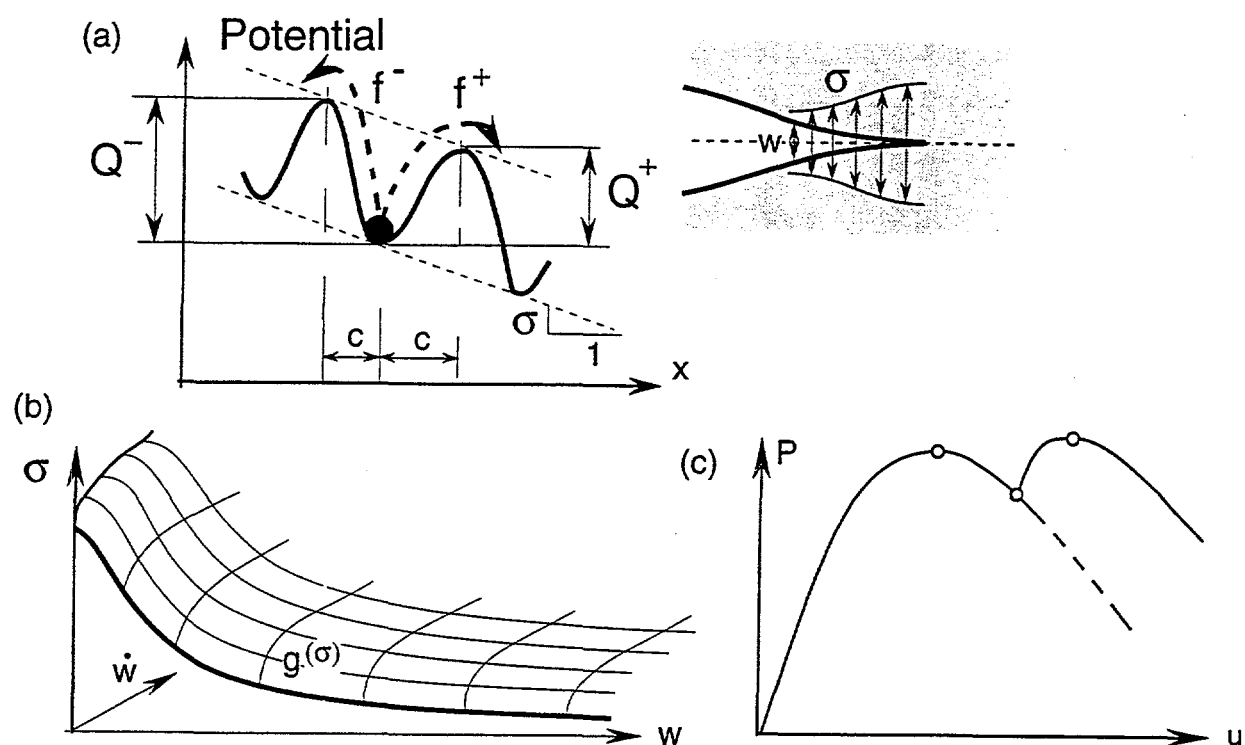 (a)
Potential
f⁻
f⁺
Q⁻
Q⁺
σ
1
c
c
x
σ
w
(b)
σ
g(σ)
ẇ
w
(c)
P
u